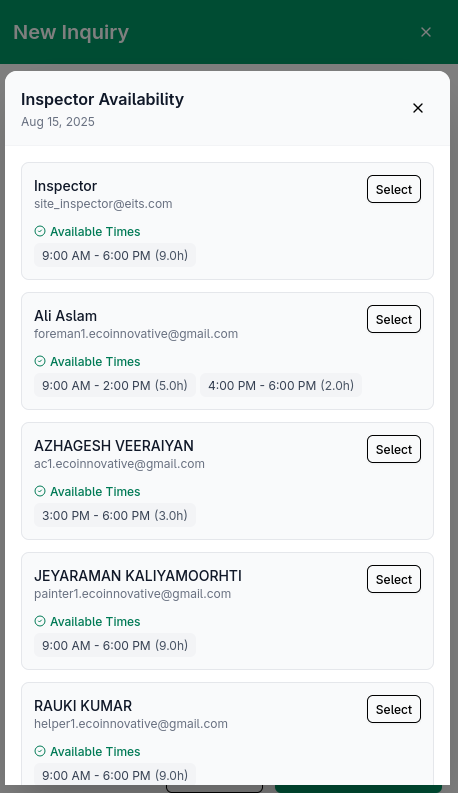 New Inquiry
Inspector Availability
Aug 15, 2025
Inspector
Select
site_inspector@eits.com
Available Times
9:00 AM - 6:00 PM (9.0h)
Ali Aslam
Select
foreman1.ecoinnovative@gmail.com
Available Times
9:00 AM - 2:00 PM (5.0h) 4:00 PM - 6:00 PM (2.0h)
AZHAGESH VEERAIYAN
Select
ac1.ecoinnovative@gmail.com
Available Times
3:00 PM - 6:00 PM (3.0h)
JEYARAMAN KALIYAMOORHTI
Select
painter1.ecoinnovative@gmail.com
Available Times
9:00 AM - 6:00 PM (9.0h)
RAUKI KUMAR
Select
helper1.ecoinnovative@gmail.com
Available Times
9:00 AM - 6:00 PM (9.0h)